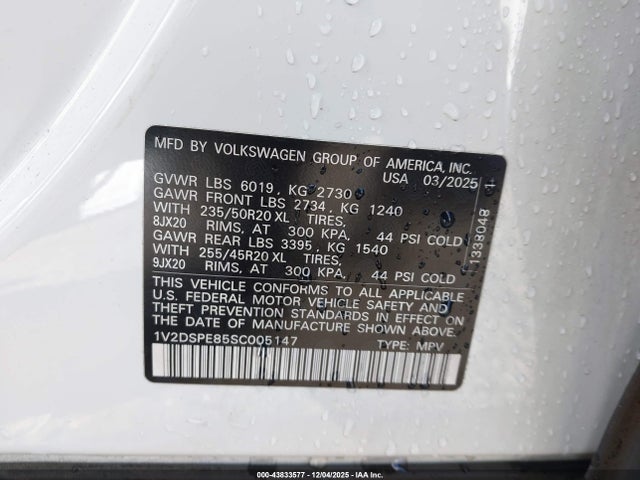 MFD BY VOLKSWAGEN GROUP OF AMERICA, INC.
USA 03/2025
GVWR LBS 6019, KG 2730
GAWR FRONT LBS 2734, KG 1240
WITH 235/50R20 XL TIRES,
8JX20 RIMS, AT 300 KPA, 44 PSI COLD
GAWR REAR LBS 3395, KG 1540
WITH 255/45R20 XL TIRES,
9JX20 RIMS, AT 300 KPA, 44 PSI COLD
THIS VEHICLE CONFORMS TO ALL APPLICABLE
U.S. FEDERAL MOTOR VEHICLE SAFETY AND
THEFT PREVENTION STANDARDS IN EFFECT ON
THE DATE OF MANUFACTURE SHOWN ABOVE.
1V2DSPE85SC005147 TYPE: MPV
1338048
000-43833577 - 12/04/2025 - IAA Inc.